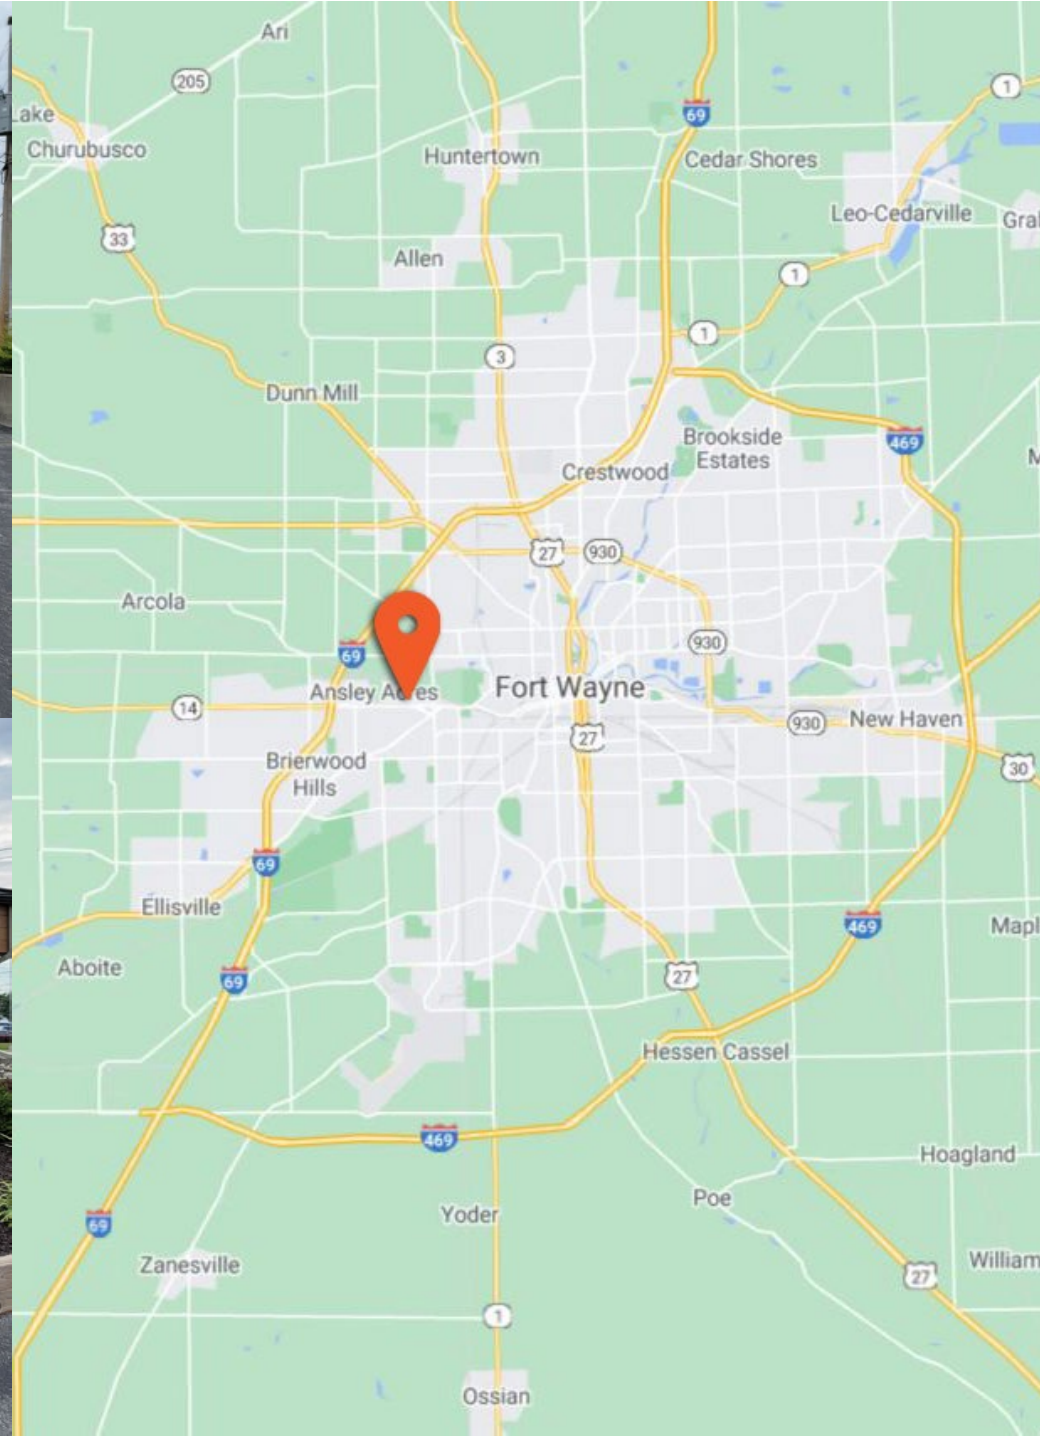 Ari
205
1
Lake
69
Churubusco
Huntertown
Cedar Shores
Leo-Cedarville
33
Allen
1
1
3
Dunn Mill
Brookside
Estates
469
Crestwood
27
930
Arcola
930
69
Ansley Acres
Fort Wayne
14
930
New Haven
27
Brierwood
Hills
30
69
Ellisville
469
Aboite
69
27
Hessen Cassel
469
Hoagland
Poe
Yoder
69
Zanesville
William
27
1
Ossian